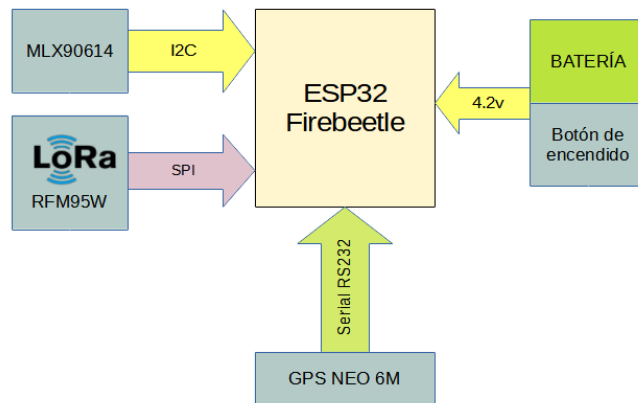 MLX90614
I2C
LoRa
RFM95W
SPI
ESP32
Firebeetle
4.2v
BATERÍA
Botón de
encendido
Serial RS232
GPS NEO 6M